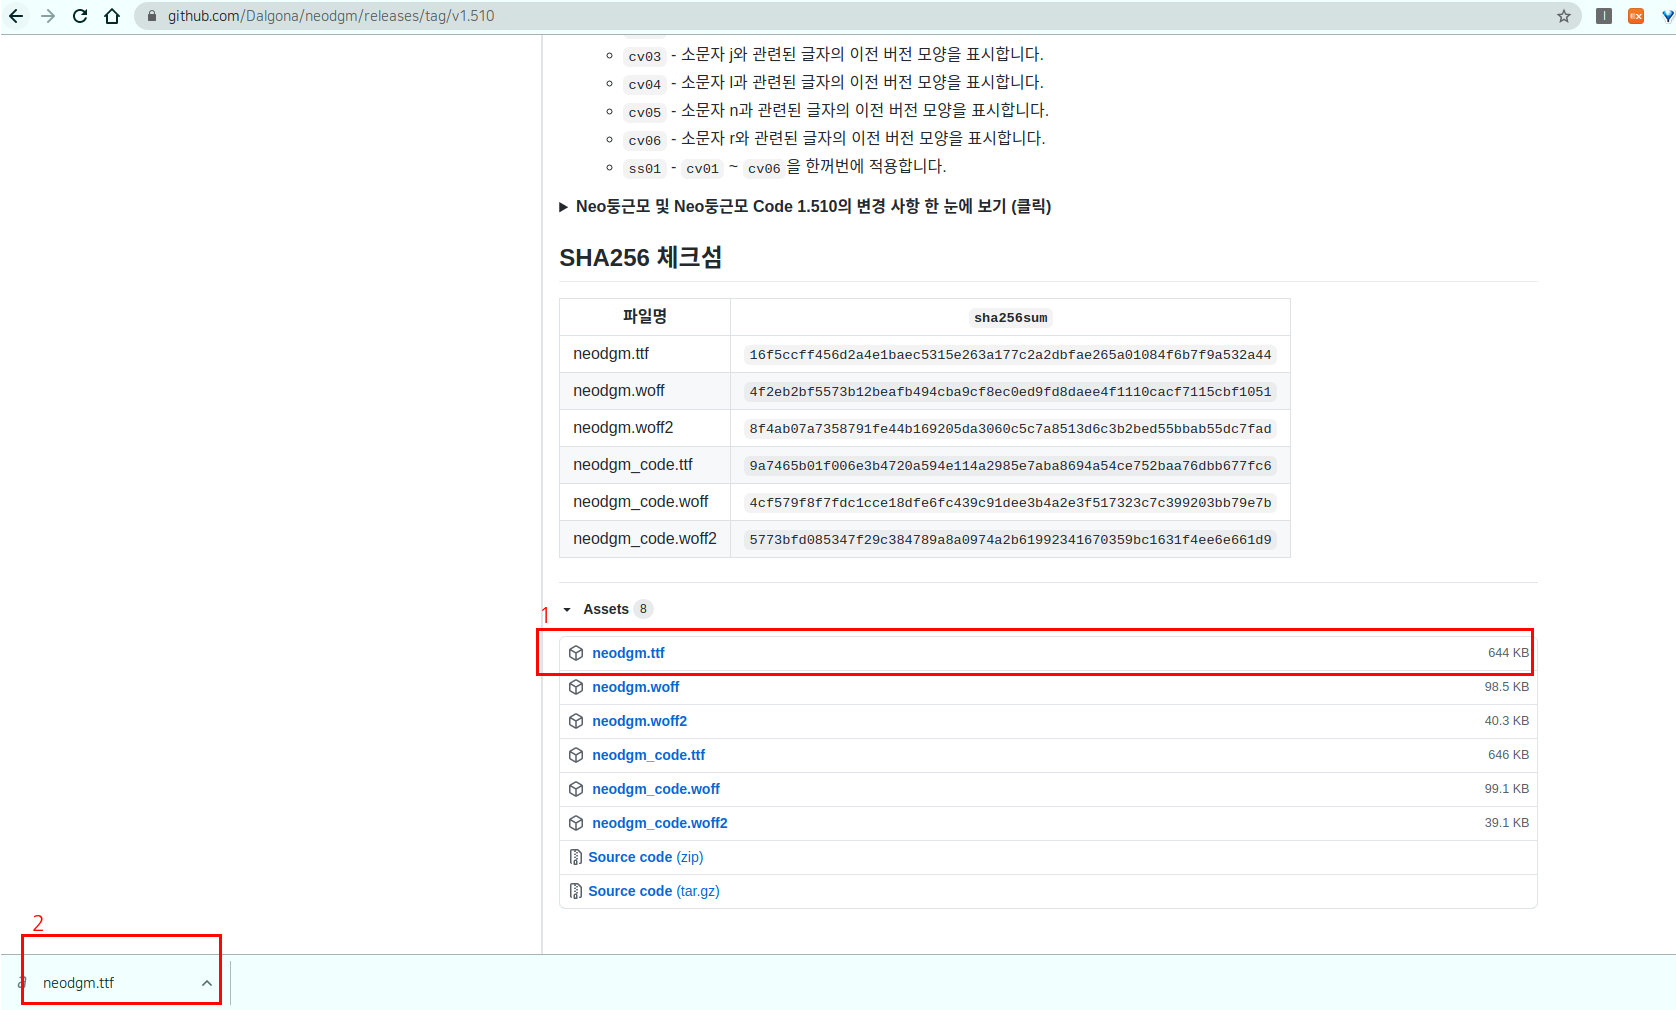 github.com/Dalgona/neodgm/releases/tag/v1.510
cv03 - 소문자 j와 관련된 글자의 이전 버전 모양을 표시합니다.
cv04 - 소문자 l과 관련된 글자의 이전 버전 모양을 표시합니다.
cv05 - 소문자 n과 관련된 글자의 이전 버전 모양을 표시합니다.
cv06 - 소문자 r와 관련된 글자의 이전 버전 모양을 표시합니다.
ss01 - cv01 ~ cv06 을 한꺼번에 적용합니다.
Neo둥근모 및 Neo둥근모 Code 1.510의 변경 사항 한 눈에 보기 (클릭)
SHA256 체크섬
파일명 sha256sum
neodgm.ttf 16f5ccff456d2a4e1baec5315e263a177c2a2dbfae265a01084f6b7f9a532a44
neodgm.woff 4f2eb2bf5573b12beafb494cba9cf8ec0ed9fd8daee4f1110cacf7115cbf1051
neodgm.woff2 8f4ab07a7358791fe44b169205da3060c5c7a8513d6c3b2bed55bbab55dc7fad
neodgm_code.ttf 9a7465b01f006e3b4720a594e114a2985e7aba8694a54ce752baa76dbb677fc6
neodgm_code.woff 4cf579f8f7fdc1cce18dfe6fc439c91dee3b4a2e3f517323c7c399203bb79e7b
neodgm_code.woff2 5773bfd085347f29c384789a8a0974a2b61992341670359bc1631f4ee6e661d9
1 Assets 8
neodgm.ttf 644 KB
neodgm.woff 98.5 KB
neodgm.woff2 40.3 KB
neodgm_code.ttf 646 KB
neodgm_code.woff 99.1 KB
neodgm_code.woff2 39.1 KB
Source code (zip)
Source code (tar.gz)
2
neodgm.ttf